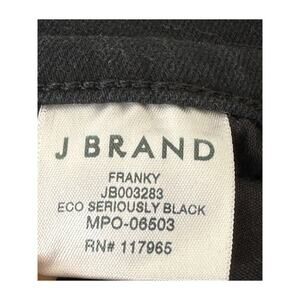 J BRAND
FRANKY
JB003283
ECO SERIOUSLY BLACK
MPO-06503
RN# 117965